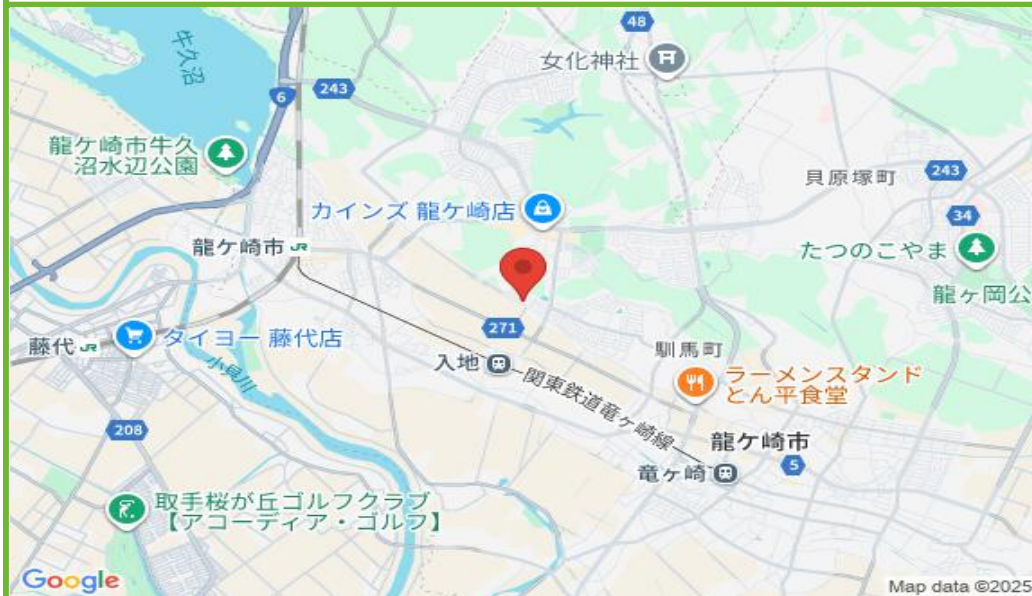 48
女化神社
牛久沼
243
6
龍ケ崎市牛久
沼水辺公園
貝原塚町
243
カインズ 龍ケ崎店
34
龍ケ崎市 JR
たつのこやま
龍ヶ岡公
271
タイヨー 藤代店
藤代 JR
入地
馴馬町
小貝川
ラーメンスタンド
とん平食堂
関東鉄道竜ヶ崎線
208
龍ケ崎市
5
竜ヶ崎
取手桜が丘ゴルフクラブ
【アコーディア・ゴルフ】
Google
Map data ©2025